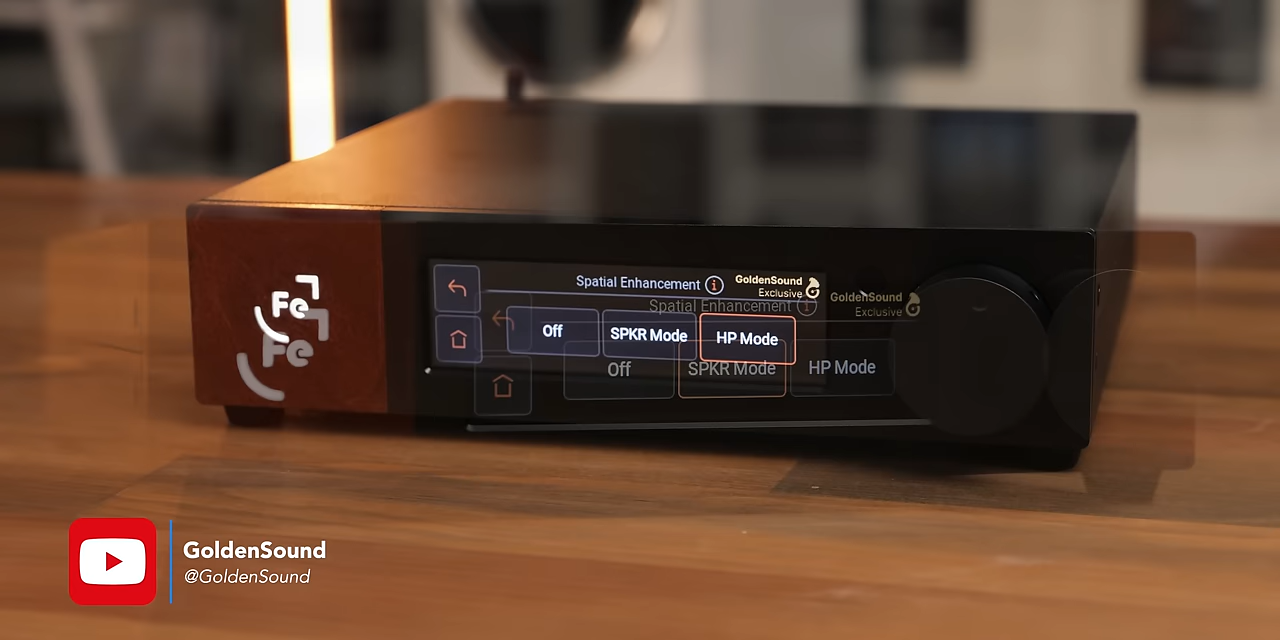 Spatial Enhancement i GoldenSound
Exclusive
Spatial Enhancement i GoldenSound
Exclusive
Fe
Off SPKR Mode HP Mode
Fe
Off SPKR Mode HP Mode
GoldenSound
@GoldenSound